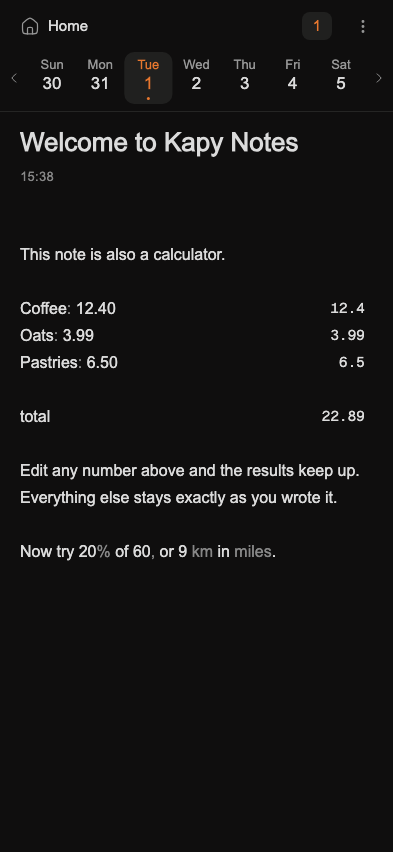 Home
1
Sun Mon Tue Wed Thu Fri Sat
30 31 1 2 3 4 5
Welcome to Kapy Notes
15:38
This note is also a calculator.
Coffee: 12.40 12.4
Oats: 3.99 3.99
Pastries: 6.50 6.5
total 22.89
Edit any number above and the results keep up.
Everything else stays exactly as you wrote it.
Now try 20% of 60, or 9 km in miles.